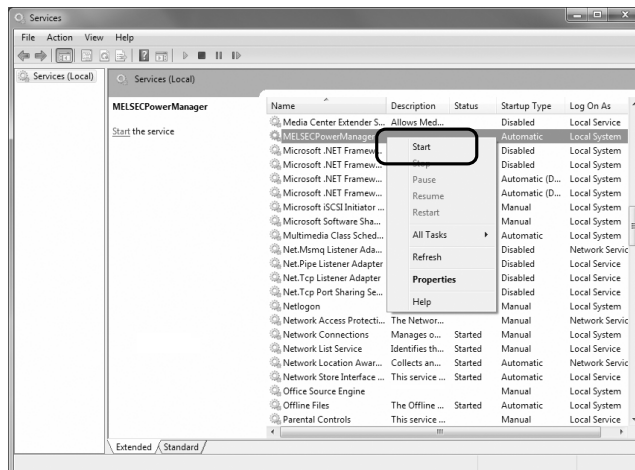 Services
File Action View Help
Services (Local)
Services (Local)
MELSECPowerManager
Start the service
Name Description Status Startup Type Log On As
Media Center Extender S... Allows Med... Disabled Local Service
MELSECPowerManager Automatic Local System
Microsoft .NET Framew... Disabled Local System
Microsoft .NET Framew... Disabled Local System
Microsoft .NET Framew... Automatic (D... Local System
Microsoft .NET Framew... Automatic (D... Local System
Microsoft iSCSI Initiator ... Manual Local System
Microsoft Software Sha... Manual Local System
Multimedia Class Sched... Automatic Local System
Net.Msmq Listener Ada... Disabled Network Servic
Net.Pipe Listener Adapter Disabled Local Service
Net.Tcp Listener Adapter Disabled Local Service
Net.Tcp Port Sharing Se... Disabled Local Service
Netlogon Manual Local System
Network Access Protecti... The Networ... Manual Network Servic
Network Connections Manages o... Started Manual Local System
Network List Service Identifies th... Started Manual Local Service
Network Location Awar... Collects an... Started Automatic Network Servic
Network Store Interface ... This service ... Started Automatic Local Service
Office Source Engine Manual Local System
Offline Files The Offline ... Started Automatic Local System
Parental Controls This service ... Manual Local Service
Start
Stop
Pause
Resume
Restart
All Tasks
Refresh
Properties
Help
Extended Standard